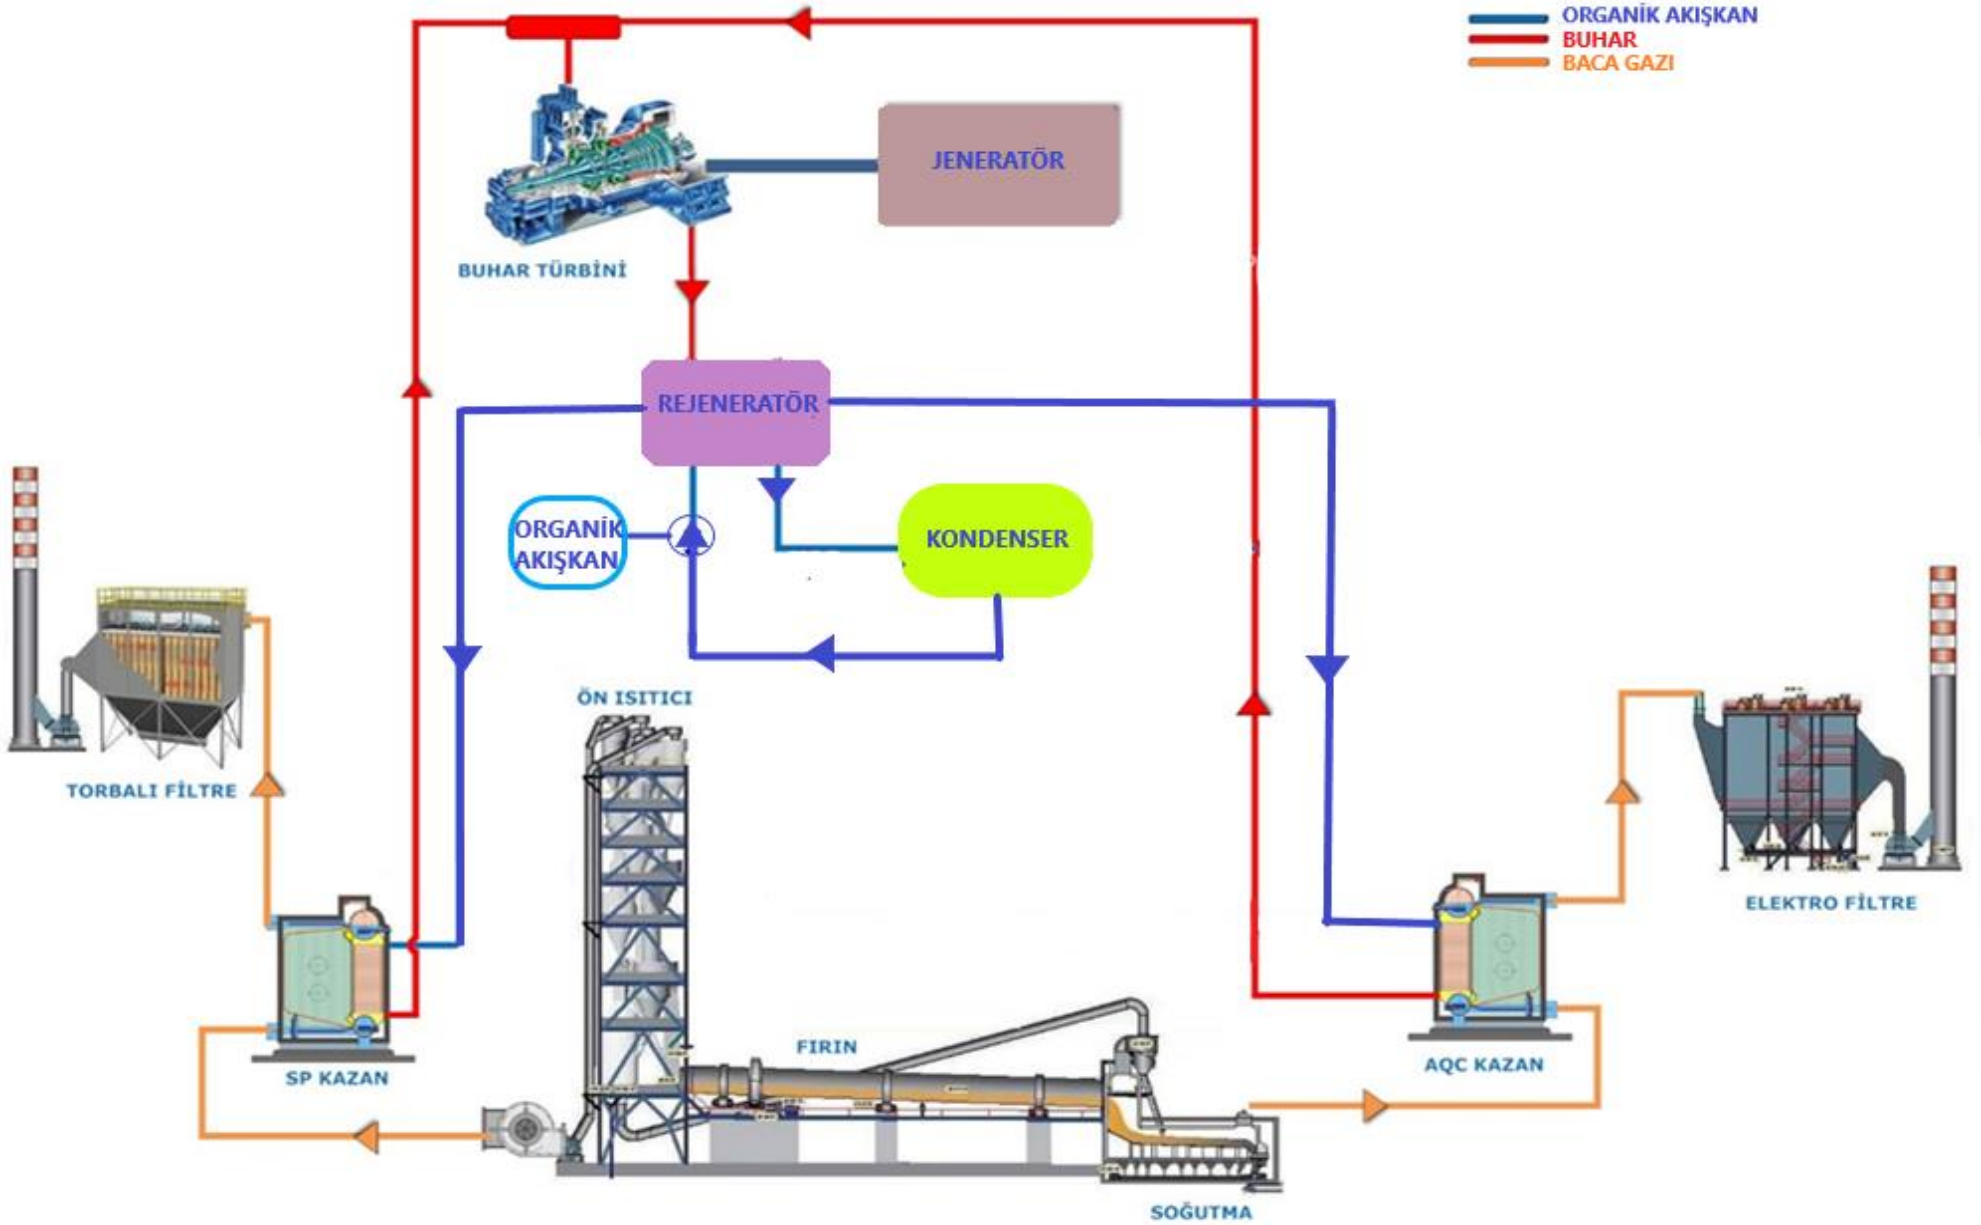 ORGANİK AKIŞKAN
BUHAR
BACA GAZI
JENERATÖR
BUHAR TÜRBİNİ
REJENERATÖR
ORGANİK
AKIŞKAN
KONDENSER
ÖN ISITICI
TORBALI FİLTRE
ELEKTRO FİLTRE
FIRIN
SP KAZAN
AQC KAZAN
SOĞUTMA